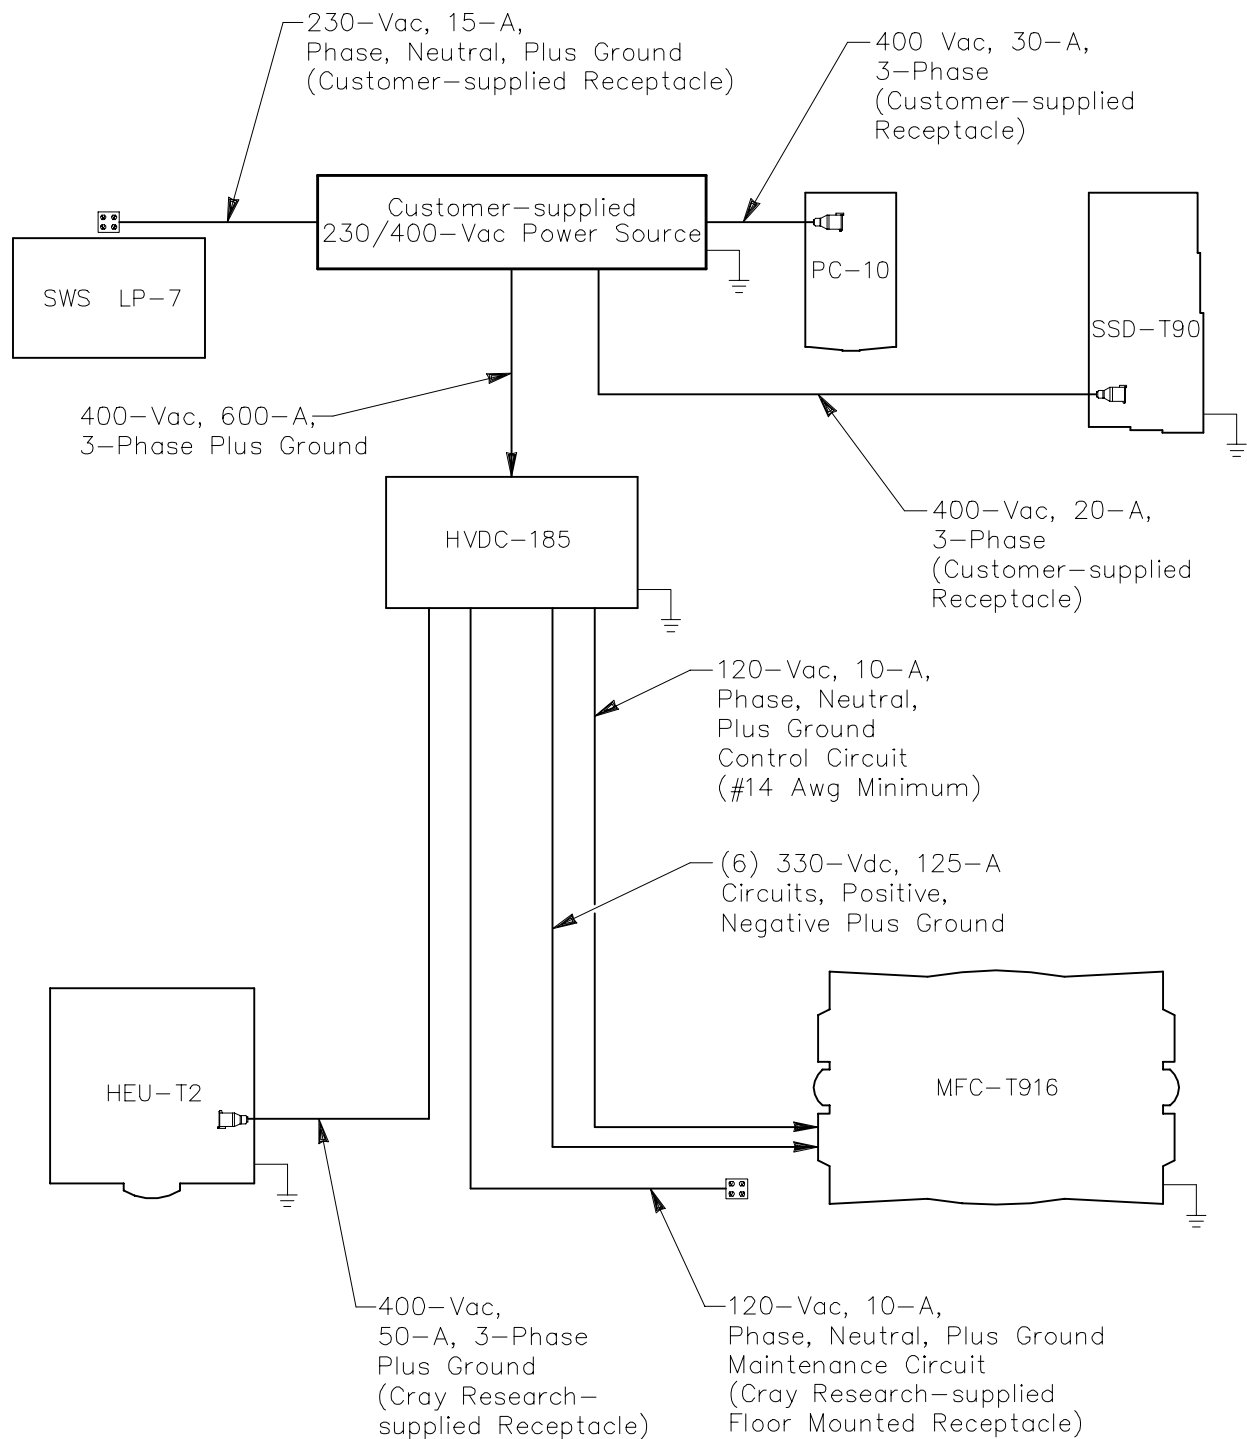 230-Vac, 15-A,
Phase, Neutral, Plus Ground
(Customer-supplied Receptacle)
400 Vac, 30-A,
3-Phase
(Customer-supplied
Receptacle)
Customer-supplied
230/400-Vac Power Source
SWS LP-7
PC-10
SSD-T90
400-Vac, 600-A,
3-Phase Plus Ground
HVDC-185
400-Vac, 20-A,
3-Phase
(Customer-supplied
Receptacle)
120-Vac, 10-A,
Phase, Neutral,
Plus Ground
Control Circuit
(#14 Awg Minimum)
(6) 330-Vdc, 125-A
Circuits, Positive,
Negative Plus Ground
HEU-T2
MFC-T916
400-Vac,
50-A, 3-Phase
Plus Ground
(Cray Research-
supplied Receptacle)
120-Vac, 10-A,
Phase, Neutral, Plus Ground
Maintenance Circuit
(Cray Research-supplied
Floor Mounted Receptacle)